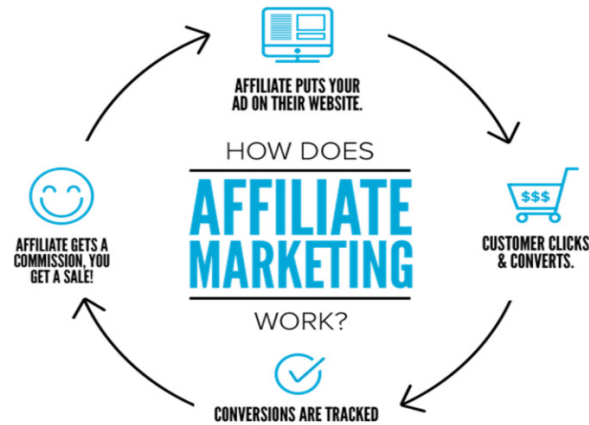 AFFILIATE PUTS YOUR
AD ON THEIR WEBSITE.
HOW DOES
AFFILIATE
MARKETING
WORK?
$$$
CUSTOMER CLICKS
& CONVERTS.
CONVERSIONS ARE TRACKED
AFFILIATE GETS A
COMMISSION, YOU
GET A SALE!